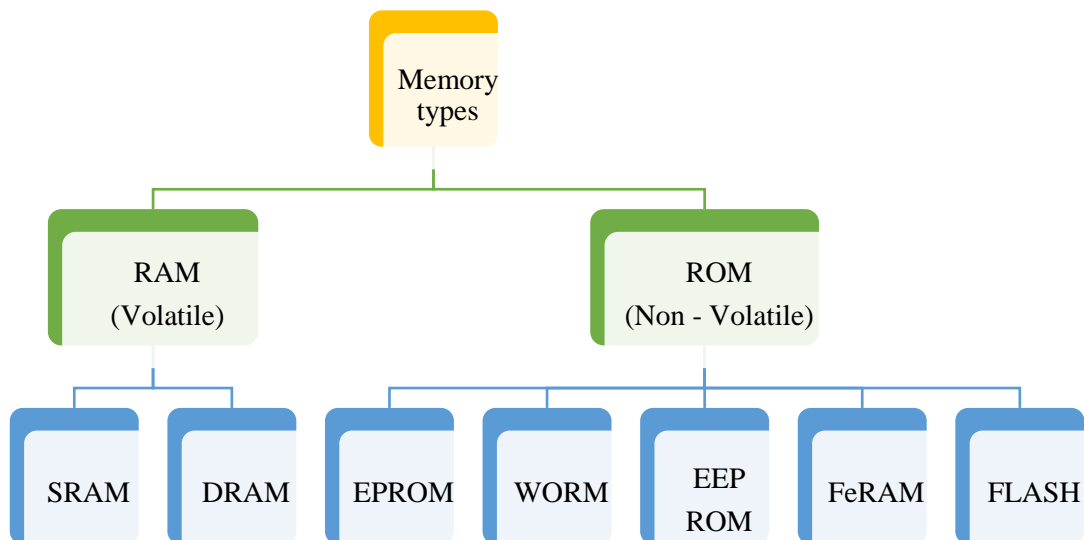 Memory
types
RAM
(Volatile)
ROM
(Non - Volatile)
SRAM
DRAM
EPROM
WORM
EEP
ROM
FeRAM
FLASH